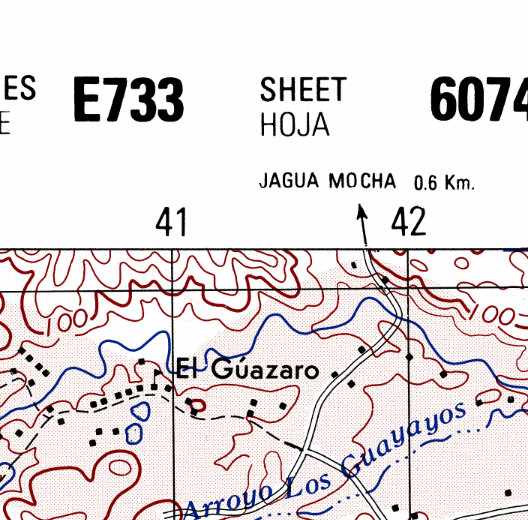 ES E733 SHEET 6074
E HOJA
JAGUA MOCHA 0.6 Km.
41 42
100 100
El Gúazaro
Arroyo Los Guayayos